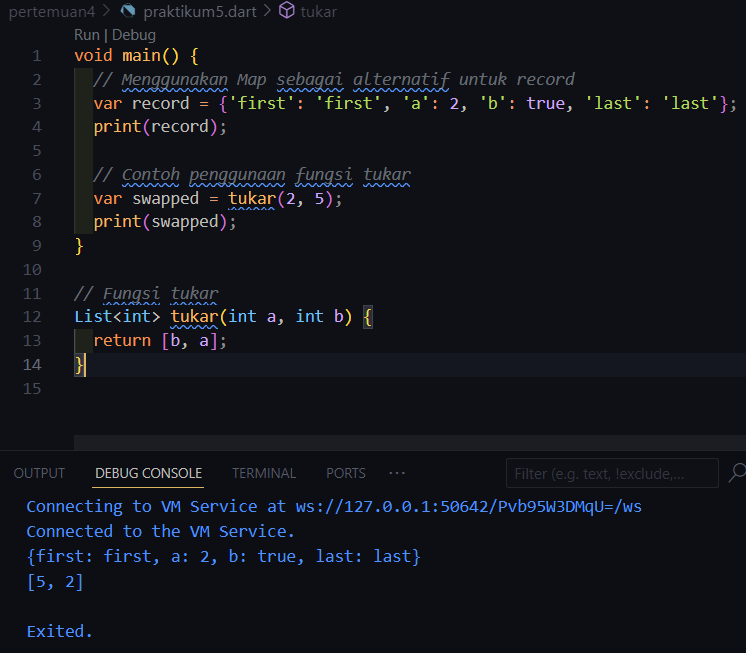 pertemuan4 > praktikum5.dart > tukar
Run | Debug
1 void main() {
2 // Menggunakan Map sebagai alternatif untuk record
3 var record = {'first': 'first', 'a': 2, 'b': true, 'last': 'last'};
4 print(record);
5
6 // Contoh penggunaan fungsi tukar
7 var swapped = tukar(2, 5);
8 print(swapped);
9 }
10
11 // Fungsi tukar
12 List<int> tukar(int a, int b) {
13 return [b, a];
14 }
15
OUTPUT DEBUG CONSOLE TERMINAL PORTS ··· Filter (e.g. text, !exclude,...
Connecting to VM Service at ws://127.0.0.1:50642/Pvb95W3DMqU=/ws
Connected to the VM Service.
{first: first, a: 2, b: true, last: last}
[5, 2]
Exited.